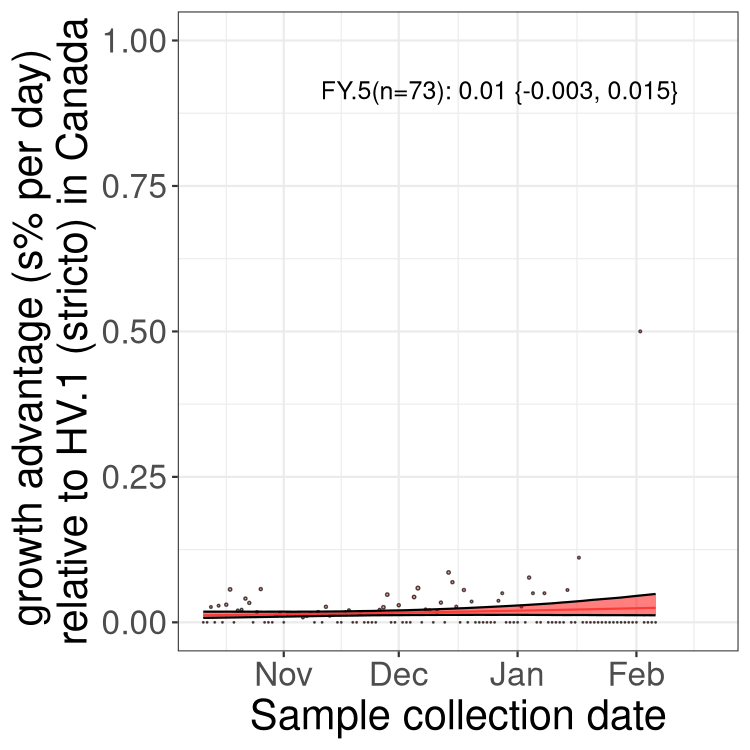 growth advantage (s% per day)
relative to HV.1 (stricto) in Canada
1.00
0.75
0.50
0.25
0.00
FY.5(n=73): 0.01 {-0.003, 0.015}
Nov Dec Jan Feb
Sample collection date